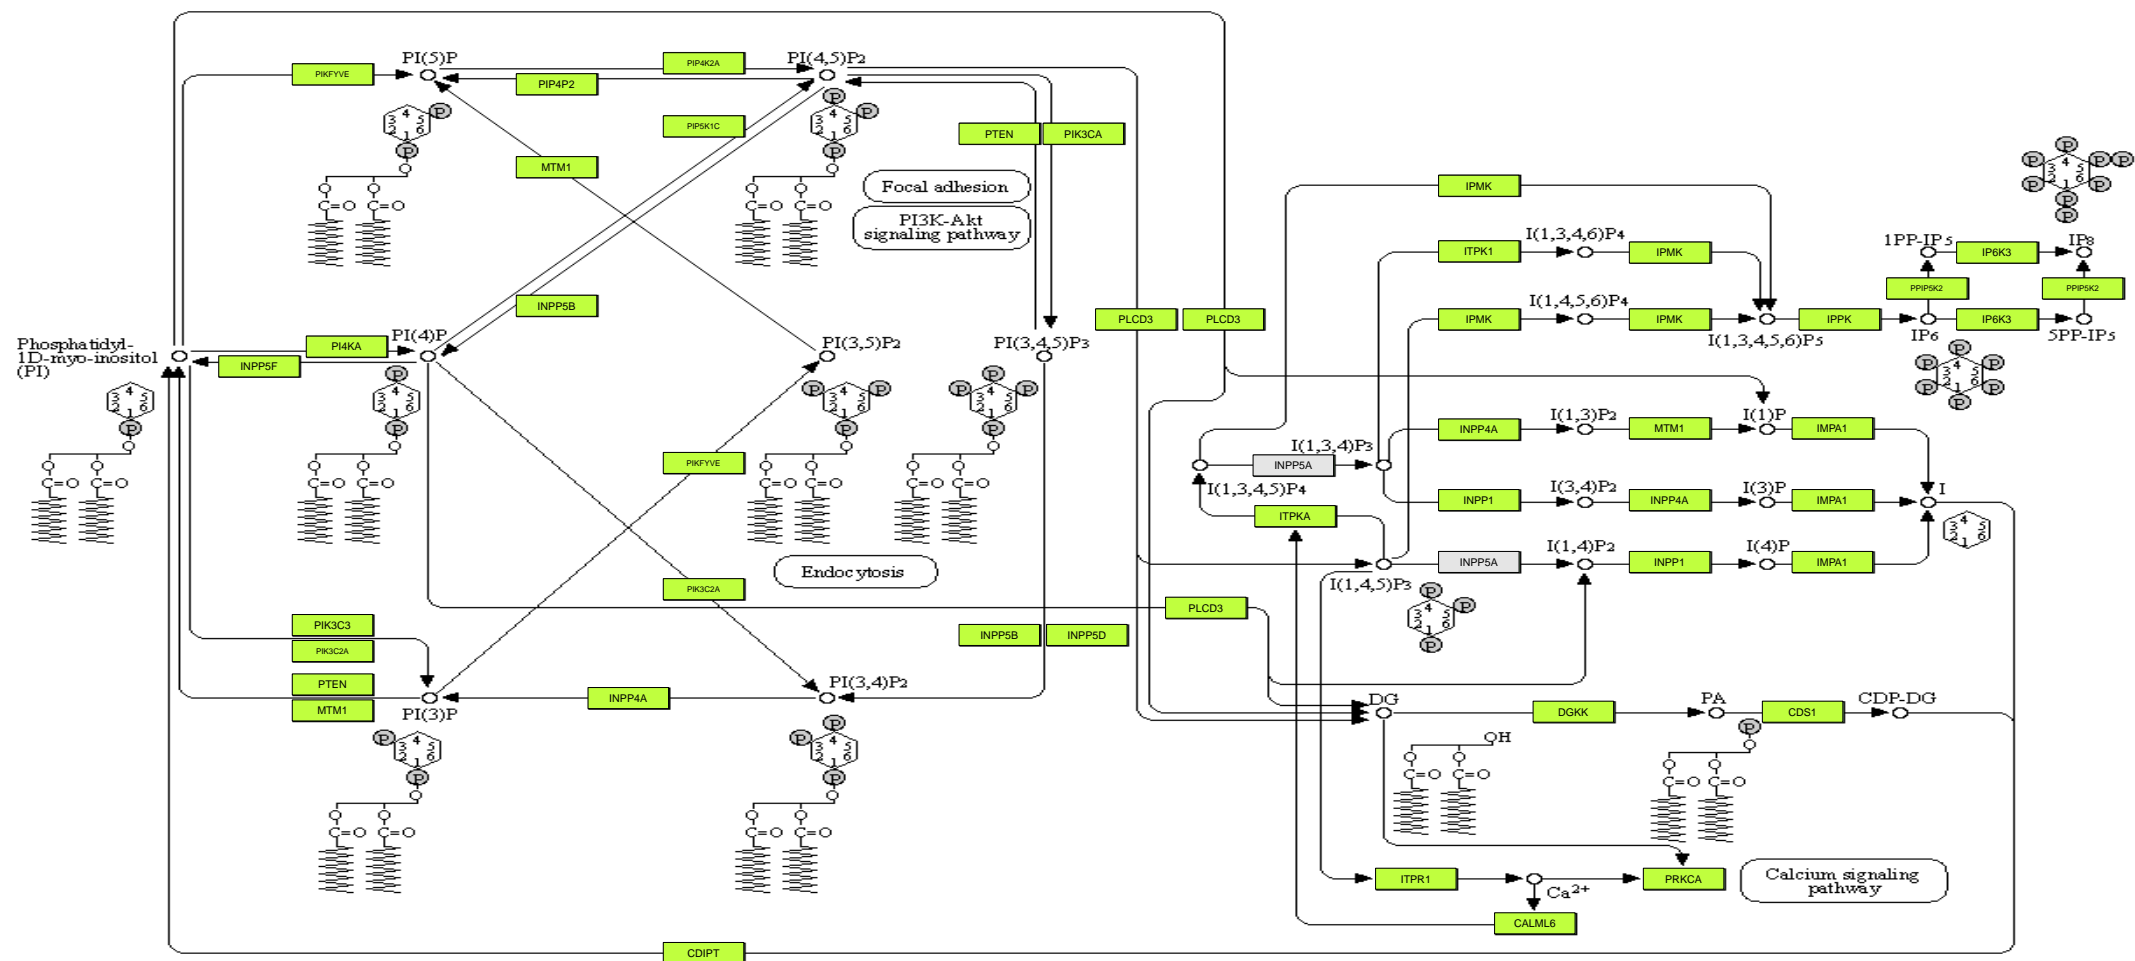 PI(5)P
PI(4,5)P2
PIKFYVE
PIP4K2A
PIP4P2
PIP5K1C
MTM1
PTEN
PIK3CA
Focal adhesion
PI3K-Akt
signaling pathway
INPP5B
PLCD3
PLCD3
Phosphatidyl-
1D-myo-inositol
(PI)
PI4KA
INPP5F
PI(4)P
PI(3,5)P2
PI(3,4,5)P3
PIKFYVE
Endocytosis
PIK3C2A
PIK3C3
PIK3C2A
PTEN
MTM1
PI(3)P
INPP4A
PI(3,4)P2
INPP5B
INPP5D
PLCD3
IPMK
ITPK1
I(1,3,4,6)P4
IPMK
1PP-IP5
IP6K3
IP8
PPIP5K2
PPIP5K2
IPMK
I(1,4,5,6)P4
IPMK
I(1,3,4,5,6)P5
IPPK
IP6
IP6K3
5PP-IP5
INPP4A
I(1,3)P2
MTM1
I(1)P
IMPA1
I(1,3,4)P3
INPP5A
I(1,3,4,5)P4
ITPKA
INPP1
I(3,4)P2
INPP4A
I(3)P
IMPA1
I
INPP5A
I(1,4)P2
INPP1
I(4)P
IMPA1
I(1,4,5)P3
DG
DGKK
PA
CDS1
CDP-DG
OH
ITPR1
Ca2+
PRKCA
Calcium signaling
pathway
CALML6
CDIPT
P
P
4
3 5
2 6
1
P
O
O O
C=O C=O